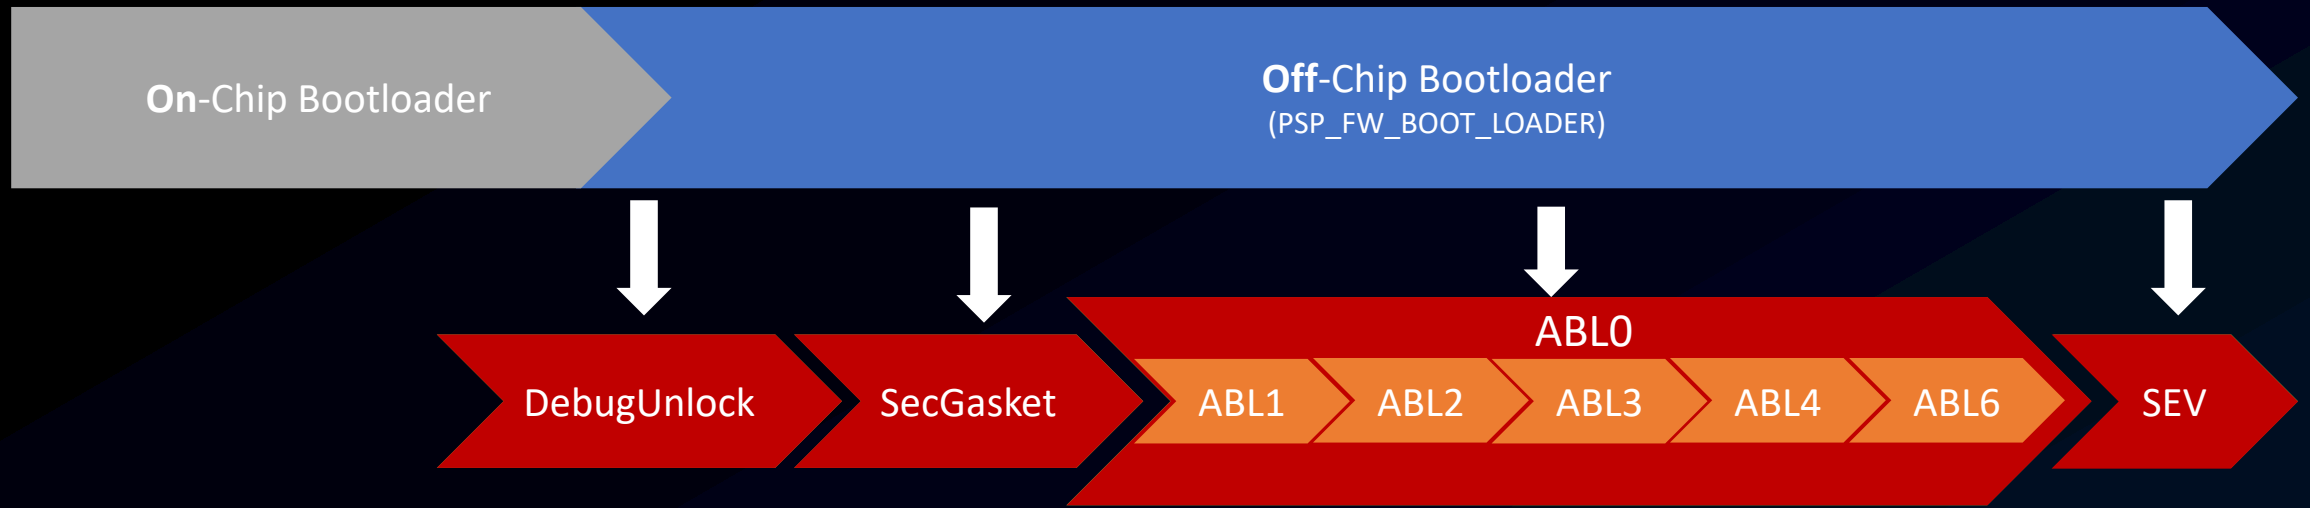 On-Chip Bootloader
Off-Chip Bootloader
(PSP_FW_BOOT_LOADER)
ABL0
DebugUnlock
SecGasket
ABL1
ABL2
ABL3
ABL4
ABL6
SEV